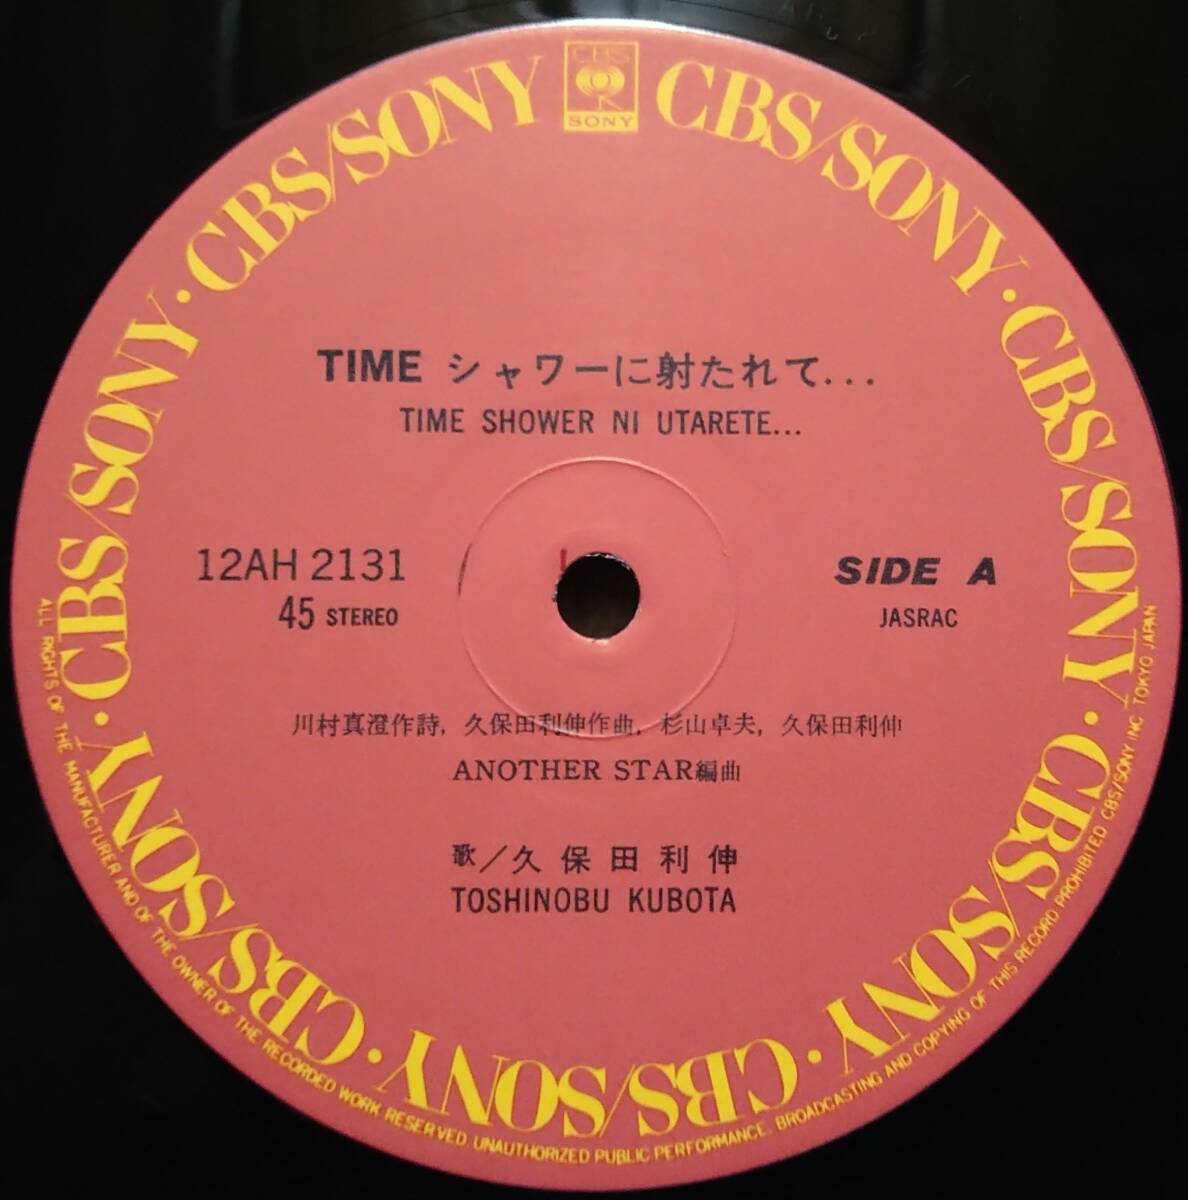 CBS
SONY
CBS/SONY · CBS/SONY · CBS/SONY · CBS/SONY · CBS/SONY · CBS/SONY · CBS/SONY · CBS/SONY
TIME シャワーに射たれて...
TIME SHOWER NI UTARETE...
12AH 2131
45 STEREO
SIDE A
JASRAC
川村真澄作詩, 久保田利伸作曲, 杉山卓夫, 久保田利伸
ANOTHER STAR編曲
歌／久保田利伸
TOSHINOBU KUBOTA
ALL RIGHTS OF THE MANUFACTURER AND OF THE OWNER OF THE RECORDED WORK RESERVED. UNAUTHORIZED PUBLIC PERFORMANCE, BROADCASTING AND COPYING OF THIS RECORD PROHIBITED CBS/SONY INC. TOKYO JAPAN